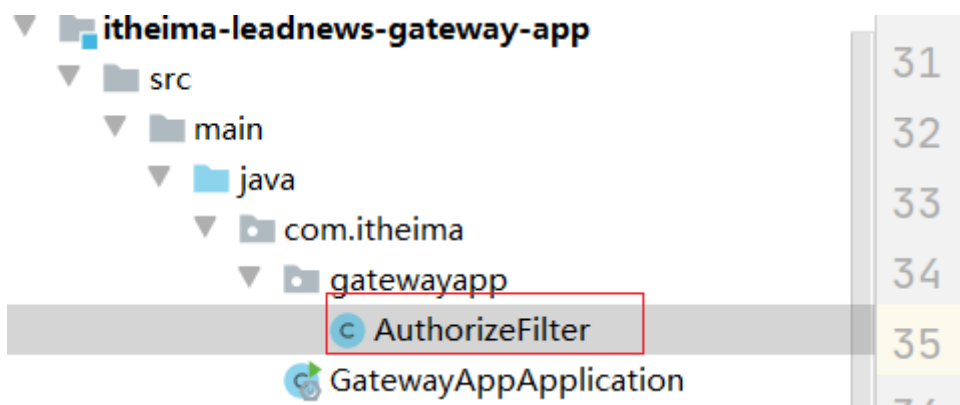 itheima-leadnews-gateway-app
src
main
java
com.itheima
gatewayapp
C AuthorizeFilter
GatewayAppApplication
31
32
33
34
35